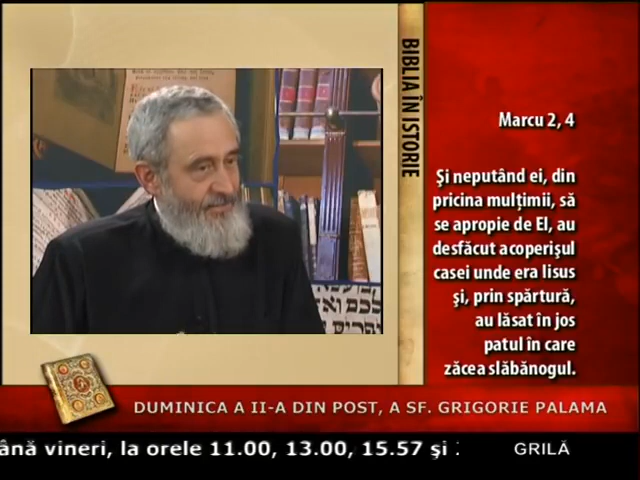 BIBLIA ÎN ISTORIE
Marcu 2, 4
Şi neputând ei, din
pricina mulţimii, să
se apropie de El, au
desfăcut acoperişul
casei unde era Iisus
şi, prin spărtură,
au lăsat în jos
patul în care
zăcea slăbănogul.
DUMINICA A II-A DIN POST, A SF. GRIGORIE PALAMA
ână vineri, la orele 11.00, 13.00, 15.57 şi
GRILĂ